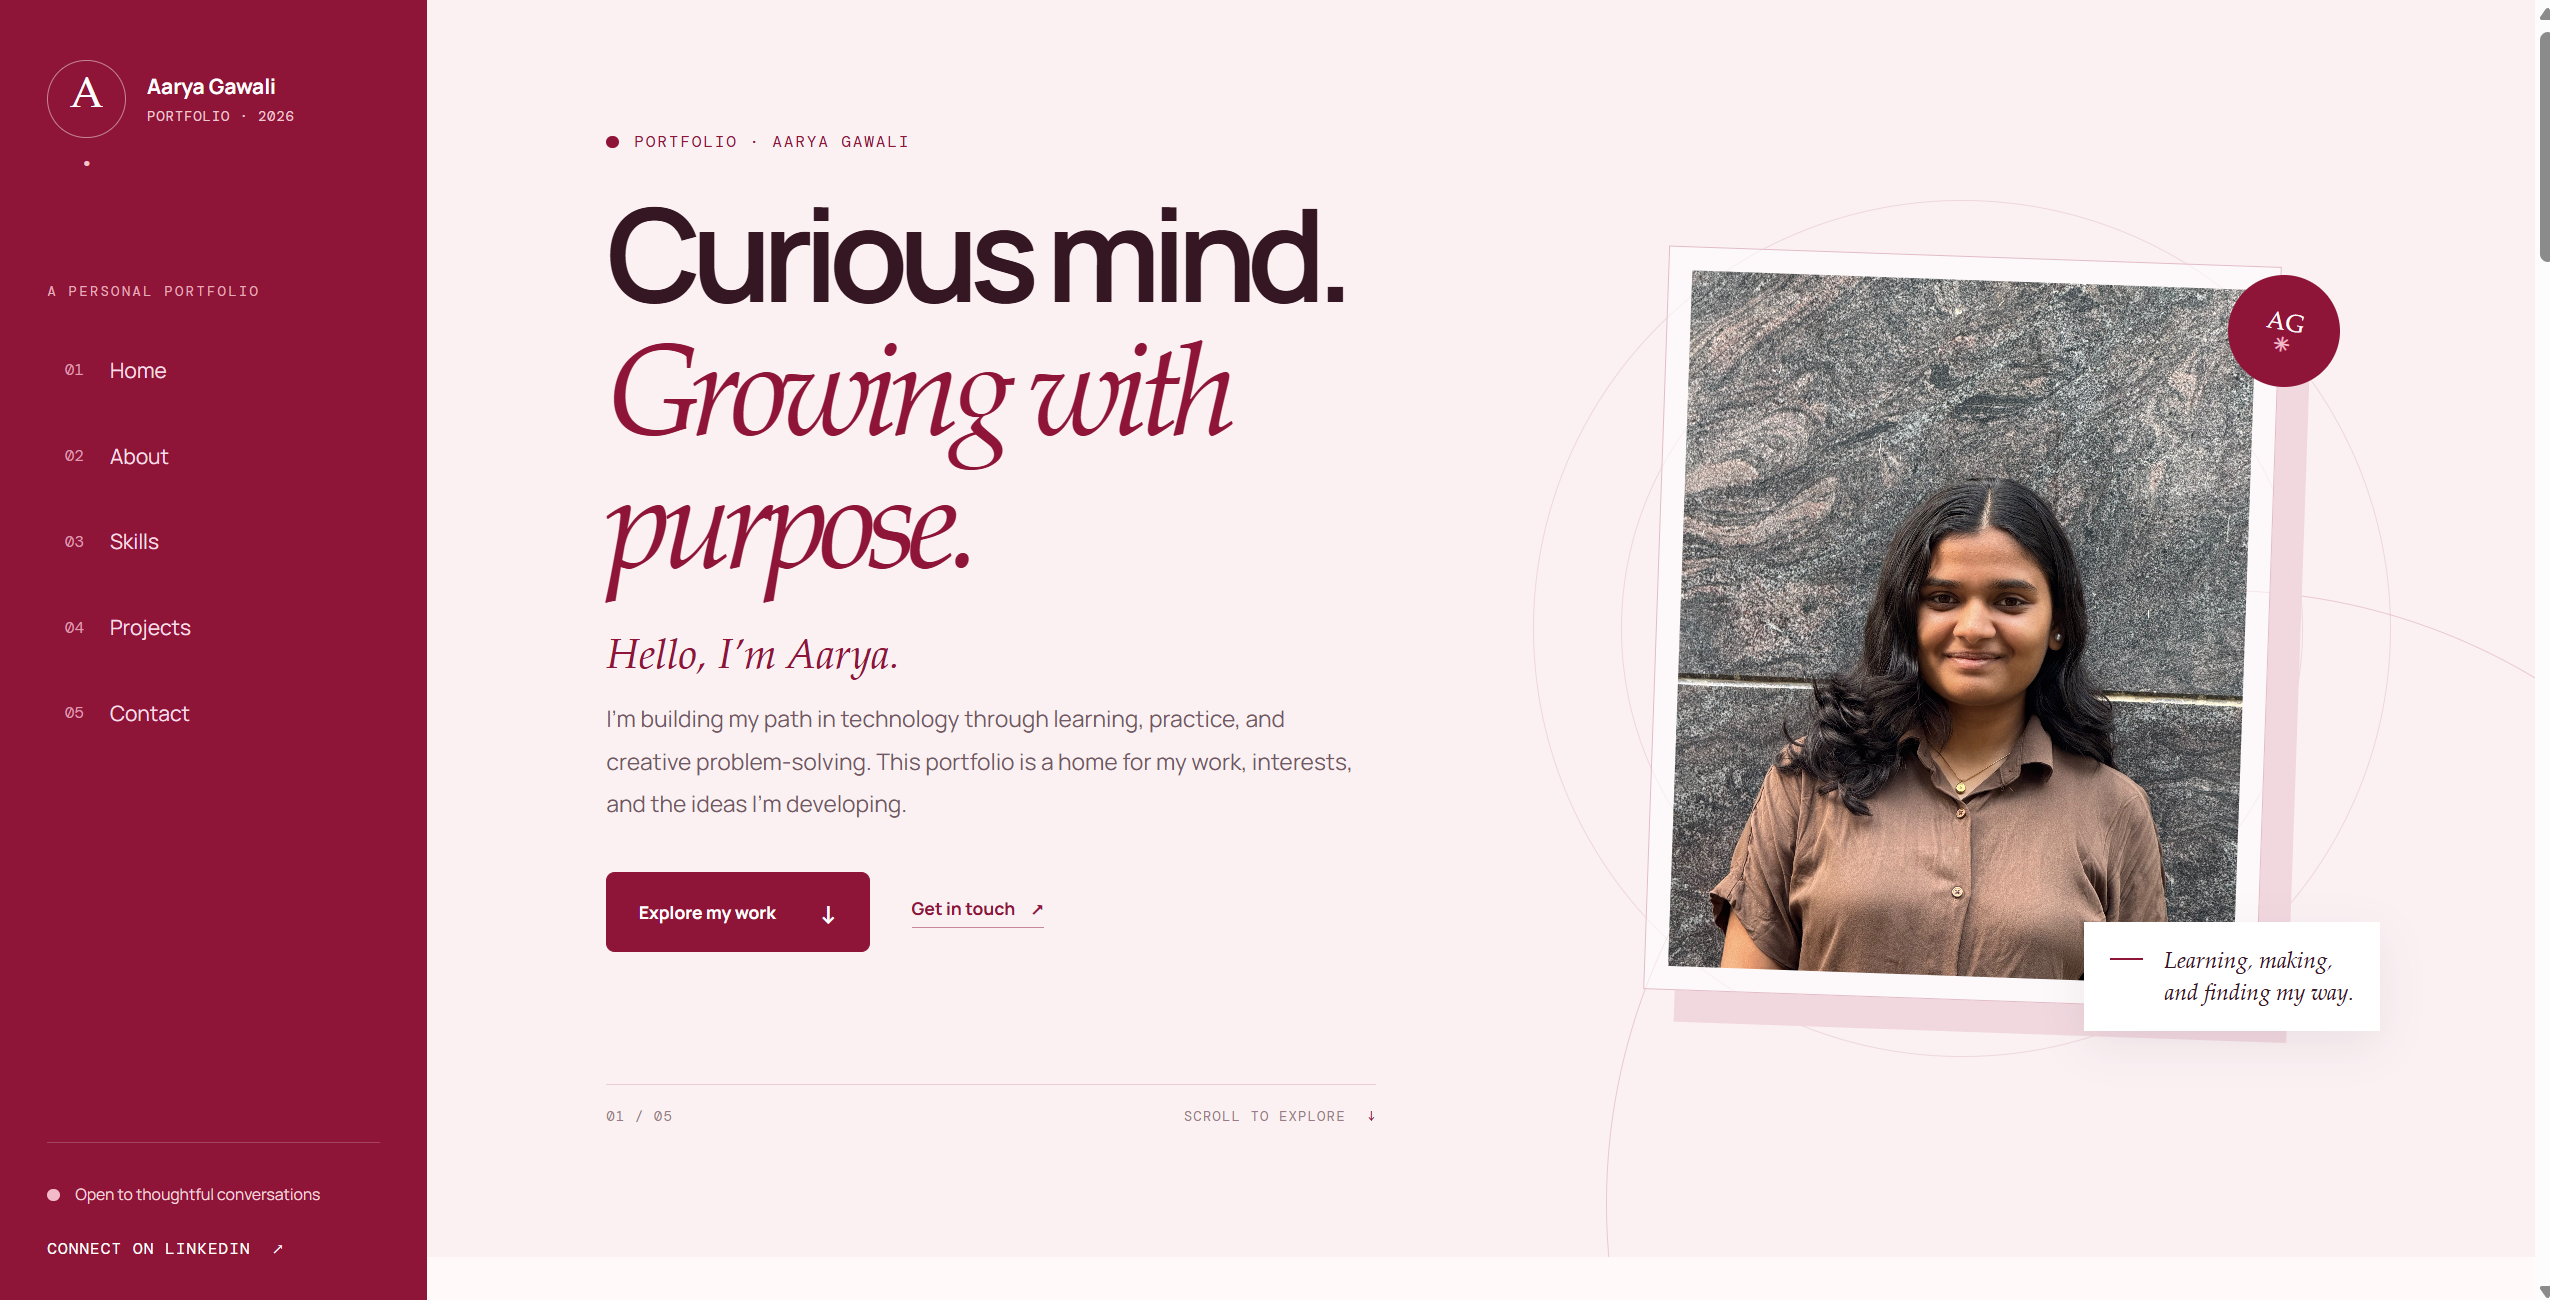 A
Aarya Gawali
PORTFOLIO · 2026
A PERSONAL PORTFOLIO
01 Home
02 About
03 Skills
04 Projects
05 Contact
Open to thoughtful conversations
CONNECT ON LINKEDIN ↗
PORTFOLIO · AARYA GAWALI
Curious mind.
Growing with
purpose.
Hello, I’m Aarya.
I’m building my path in technology through learning, practice, and
creative problem-solving. This portfolio is a home for my work, interests,
and the ideas I’m developing.
Explore my work ↓
Get in touch ↗
01 / 05
SCROLL TO EXPLORE ↓
AG
Learning, making,
and finding my way.